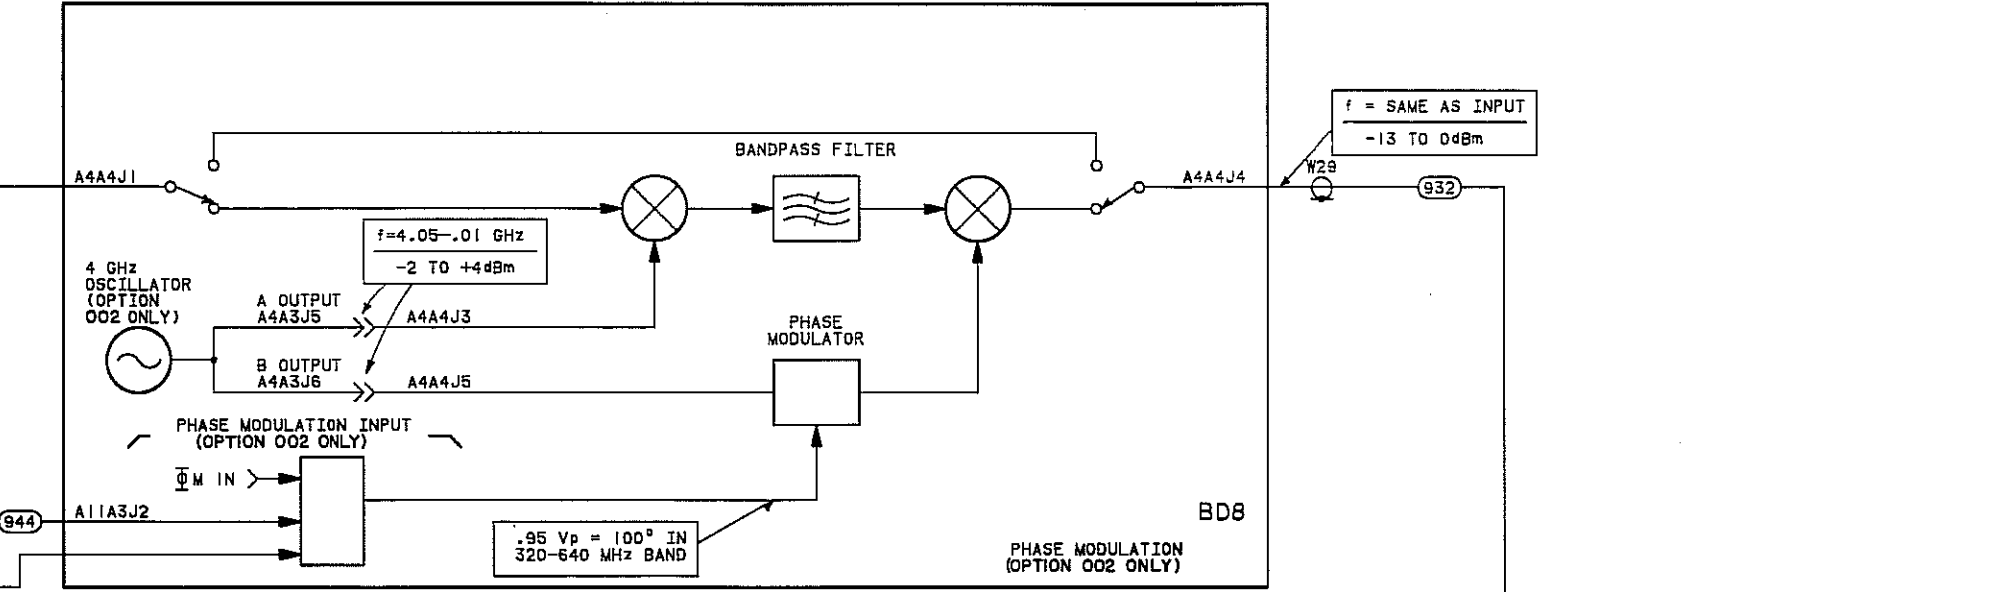 f = SAME AS INPUT
-13 TO 0dBm
BANDPASS FILTER
A4A4J1
A4A4J4
W29
932
f=4.05-.01 GHz
-2 TO +4dBm
4 GHz
OSCILLATOR
(OPTION
002 ONLY)
A OUTPUT
A4A3J5
A4A4J3
PHASE
MODULATOR
B OUTPUT
A4A3J6
A4A4J5
PHASE MODULATION INPUT
(OPTION 002 ONLY)
ΦM IN
944
A11A3J2
.95 Vp = 100° IN
320-640 MHz BAND
BD8
PHASE MODULATION
(OPTION 002 ONLY)